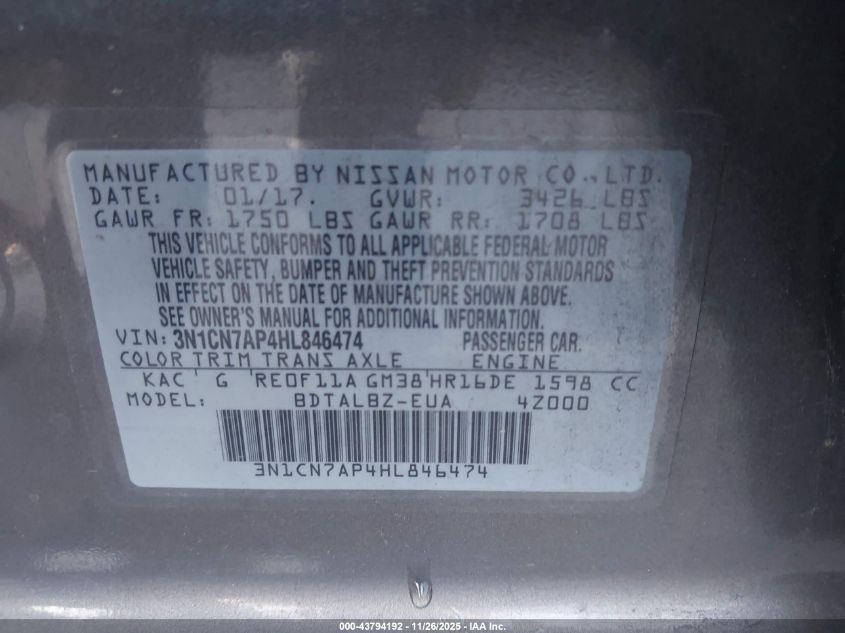 MANUFACTURED BY NISSAN MOTOR CO., LTD.
DATE: 01/17. GVWR: 3426 LBS
GAWR FR: 1750 LBS GAWR RR: 1708 LBS
THIS VEHICLE CONFORMS TO ALL APPLICABLE FEDERAL MOTOR
VEHICLE SAFETY, BUMPER AND THEFT PREVENTION STANDARDS
IN EFFECT ON THE DATE OF MANUFACTURE SHOWN ABOVE.
SEE OWNER'S MANUAL FOR ADDITIONAL INFORMATION.
VIN: 3N1CN7AP4HL846474 PASSENGER CAR.
COLOR TRIM TRANS AXLE ENGINE
KAC G RE0F11A GM38 HR16DE 1598 CC
MODEL: BDTALBZ-EUA 4Z000
3N1CN7AP4HL846474
000-43794192 - 11/26/2025 - IAA Inc.